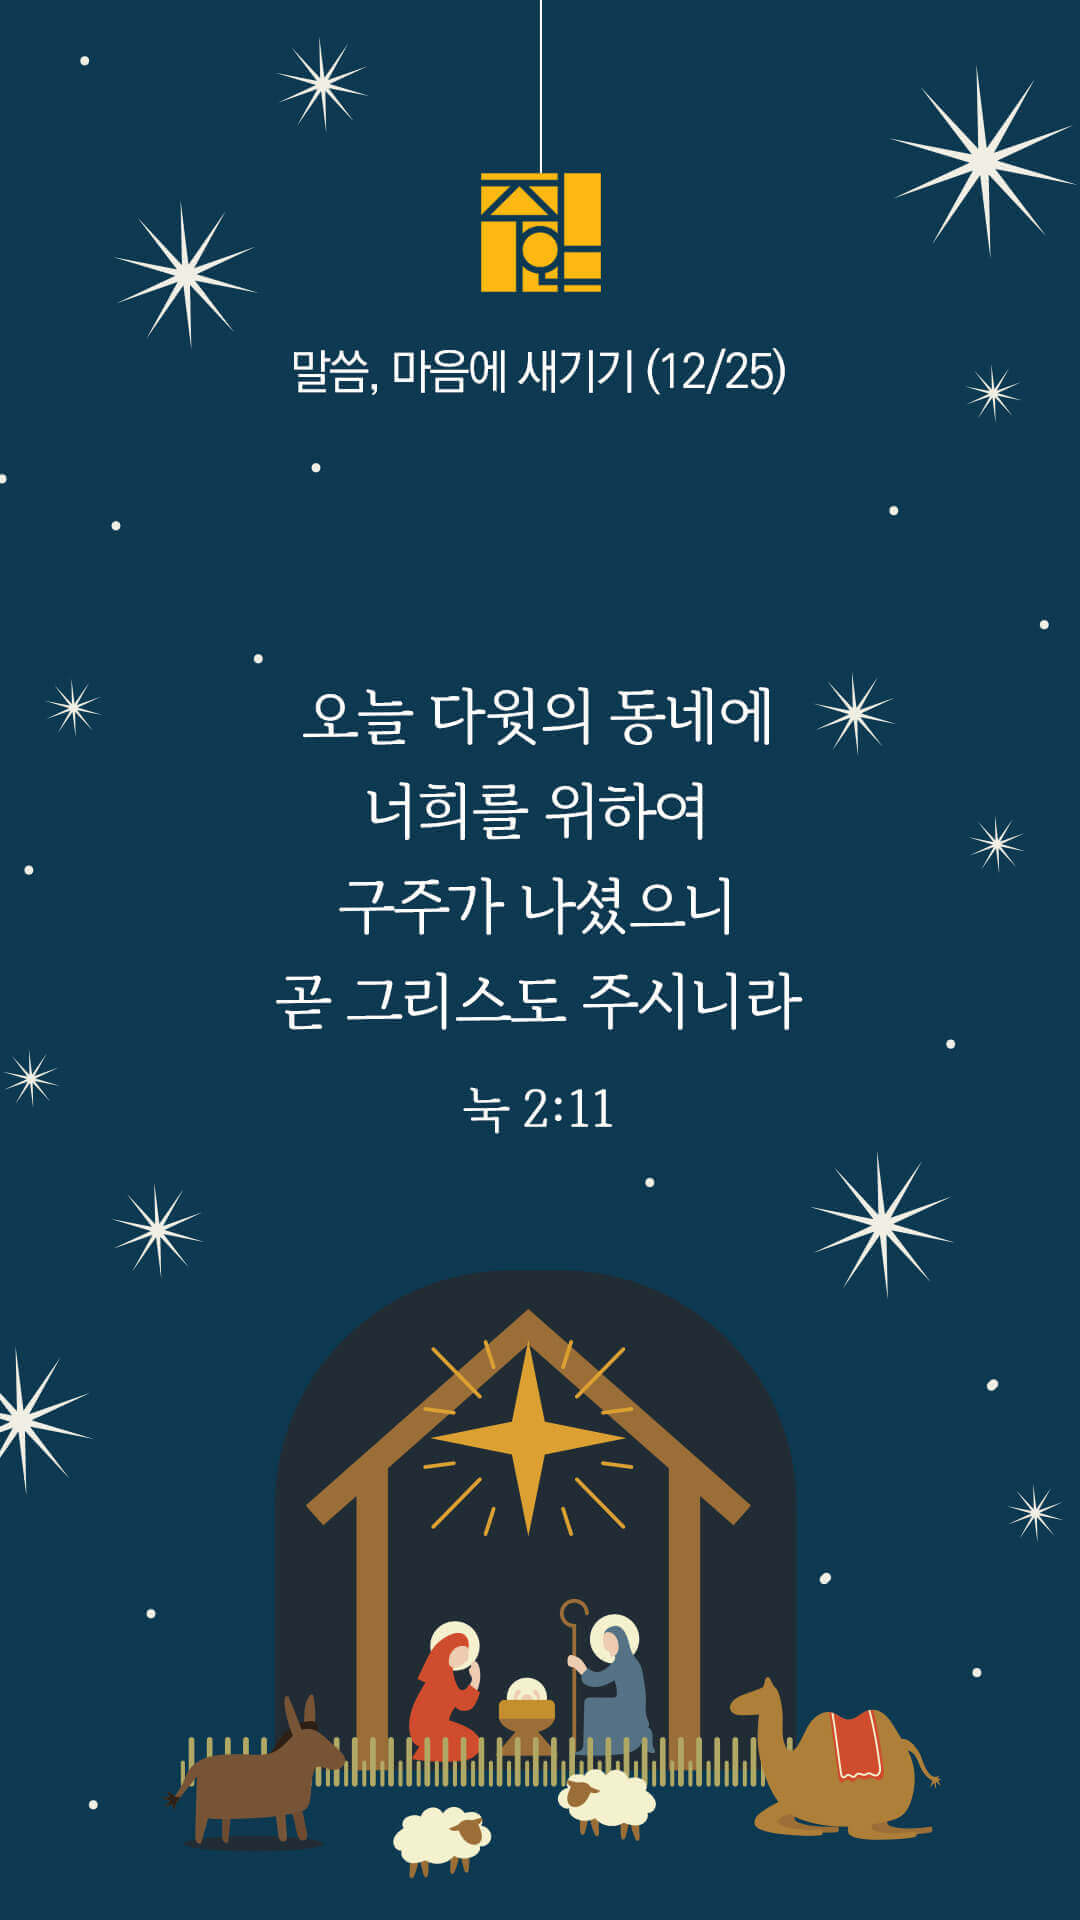 말씀, 마음에 새기기 (12/25)
오늘 다윗의 동네에
너희를 위하여
구주가 나셨으니
곧 그리스도 주시니라
눅 2:11